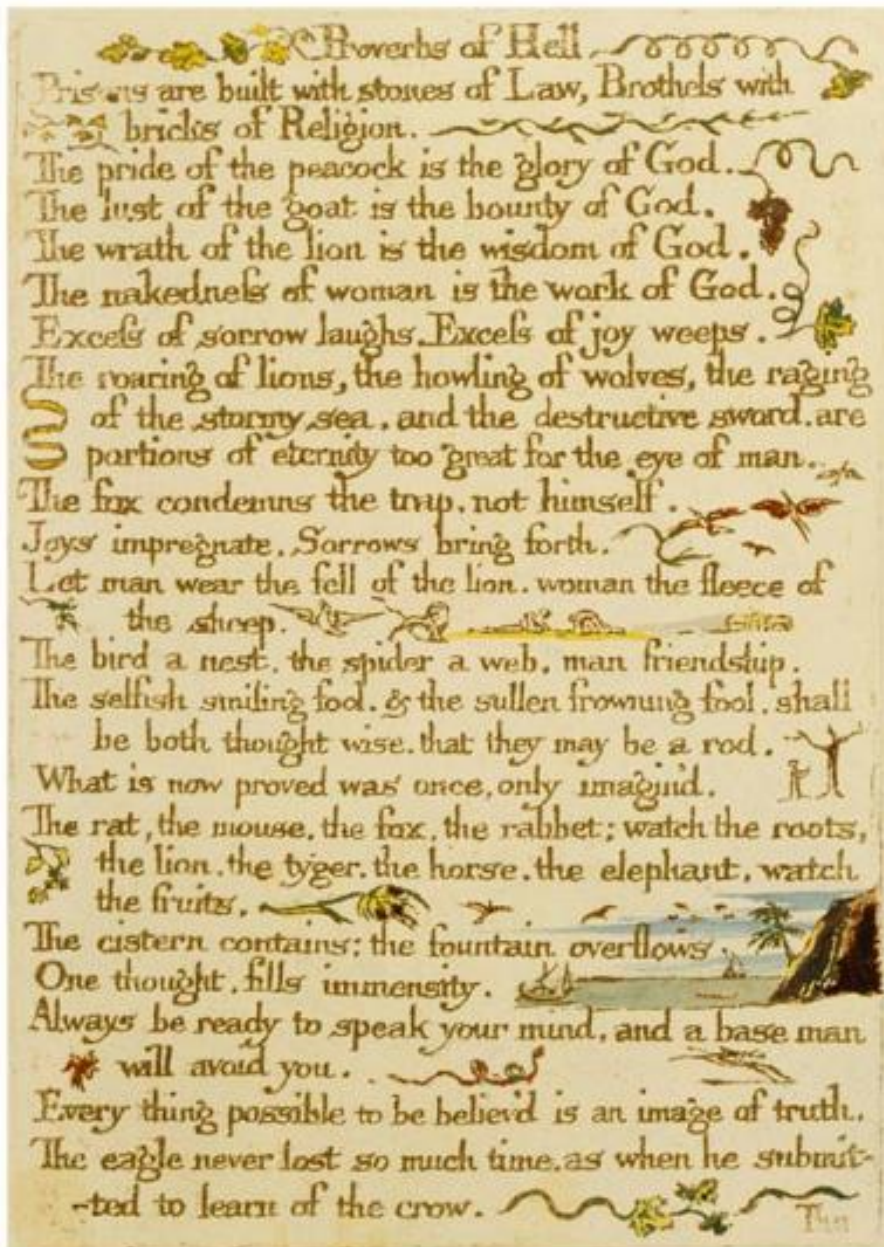 Proverbs of Hell
Prisons are built with stones of Law, Brothels with
bricks of Religion.
The pride of the peacock is the glory of God.
The lust of the goat is the bounty of God.
The wrath of the lion is the wisdom of God.
The nakedneſs of woman is the work of God.
Exceſs of sorrow laughs. Exceſs of joy weeps.
The roaring of lions, the howling of wolves, the raging
of the stormy sea. and the destructive sword. are
portions of eternity too great for the eye of man.
The fox condemns the trap. not himself.
Joys impregnate. Sorrows bring forth.
Let man wear the fell of the lion. woman the fleece of
the sheep.
The bird a nest. the spider a web. man friendship.
The selfish smiling fool. & the sullen frowning fool. shall
be both thought wise. that they may be a rod.
What is now proved was once, only imagin'd.
The rat, the mouse, the fox, the rabbet; watch the roots,
the lion. the tyger. the horse. the elephant. watch
the fruits.
The cistern contains: the fountain overflows
One thought. fills immensity.
Always be ready to speak your mind, and a base man
will avoid you.
Every thing possible to be believ'd is an image of truth.
The eagle never lost so much time. as when he submit-
-ted to learn of the crow.
The